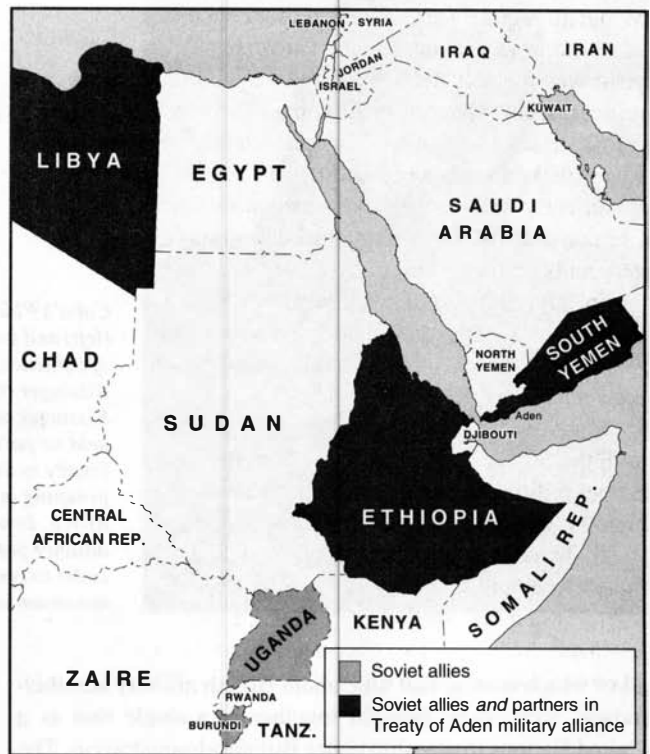 LEBANON
SYRIA
JORDAN
ISRAEL
IRAQ
IRAN
KUWAIT
LIBYA
EGYPT
SAUDI
ARABIA
CHAD
SUDAN
NORTH
YEMEN
SOUTH
YEMEN
Aden
DJIBOUTI
ETHIOPIA
CENTRAL
AFRICAN REP.
SOMALI REP.
UGANDA
KENYA
ZAIRE
RWANDA
BURUNDI
TANZ.
Soviet allies
Soviet allies and partners in
Treaty of Aden military alliance